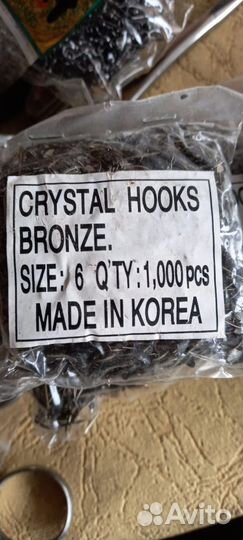 CRYSTAL HOOKS
BRONZE.
SIZE: 6 Q'TY: 1,000 pcs
MADE IN KOREA
Avito